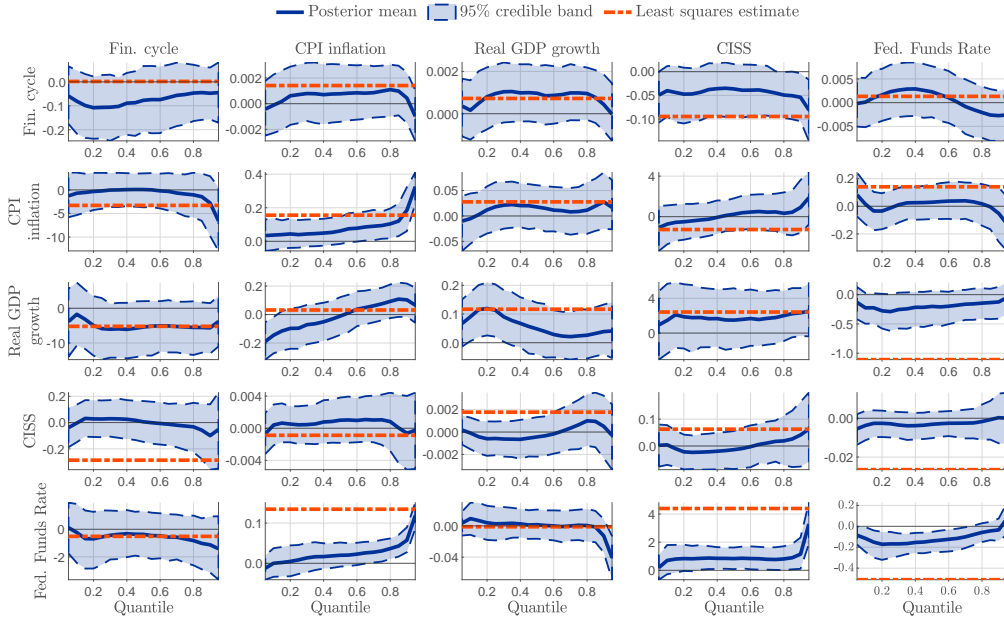 Posterior mean 95% credible band Least squares estimate
Fin. cycle CPI inflation Real GDP growth CISS Fed. Funds Rate
Fin. cycle
0.0
-0.1
-0.2
0.2 0.4 0.6 0.8
0.002
0.000
-0.002
0.2 0.4 0.6 0.8
0.002
0.000
0.2 0.4 0.6 0.8
0.00
-0.05
-0.10
0.2 0.4 0.6 0.8
0.005
0.000
-0.005
0.2 0.4 0.6 0.8
CPI
inflation
0
-5
-10
0.2 0.4 0.6 0.8
0.4
0.2
0.0
0.2 0.4 0.6 0.8
0.05
0.00
-0.05
0.2 0.4 0.6 0.8
4
0
0.2 0.4 0.6 0.8
0.2
0.0
-0.2
0.2 0.4 0.6 0.8
Real GDP
growth
0
-10
0.2 0.4 0.6 0.8
0.2
0.0
-0.2
0.2 0.4 0.6 0.8
0.2
0.1
0.0
0.2 0.4 0.6 0.8
5
0
0.2 0.4 0.6 0.8
0.0
-0.5
-1.0
0.2 0.4 0.6 0.8
CISS
0.2
0.0
-0.2
0.2 0.4 0.6 0.8
0.004
0.000
-0.004
0.2 0.4 0.6 0.8
0.002
0.000
-0.002
0.2 0.4 0.6 0.8
0.1
0.0
0.2 0.4 0.6 0.8
0.00
-0.02
0.2 0.4 0.6 0.8
Fed. Funds Rate
0
-2
0.2 0.4 0.6 0.8
Quantile
0.1
0.0
0.2 0.4 0.6 0.8
Quantile
0.00
-0.04
0.2 0.4 0.6 0.8
Quantile
4
2
0
0.2 0.4 0.6 0.8
Quantile
0.2
0.0
-0.2
-0.4
0.2 0.4 0.6 0.8
Quantile